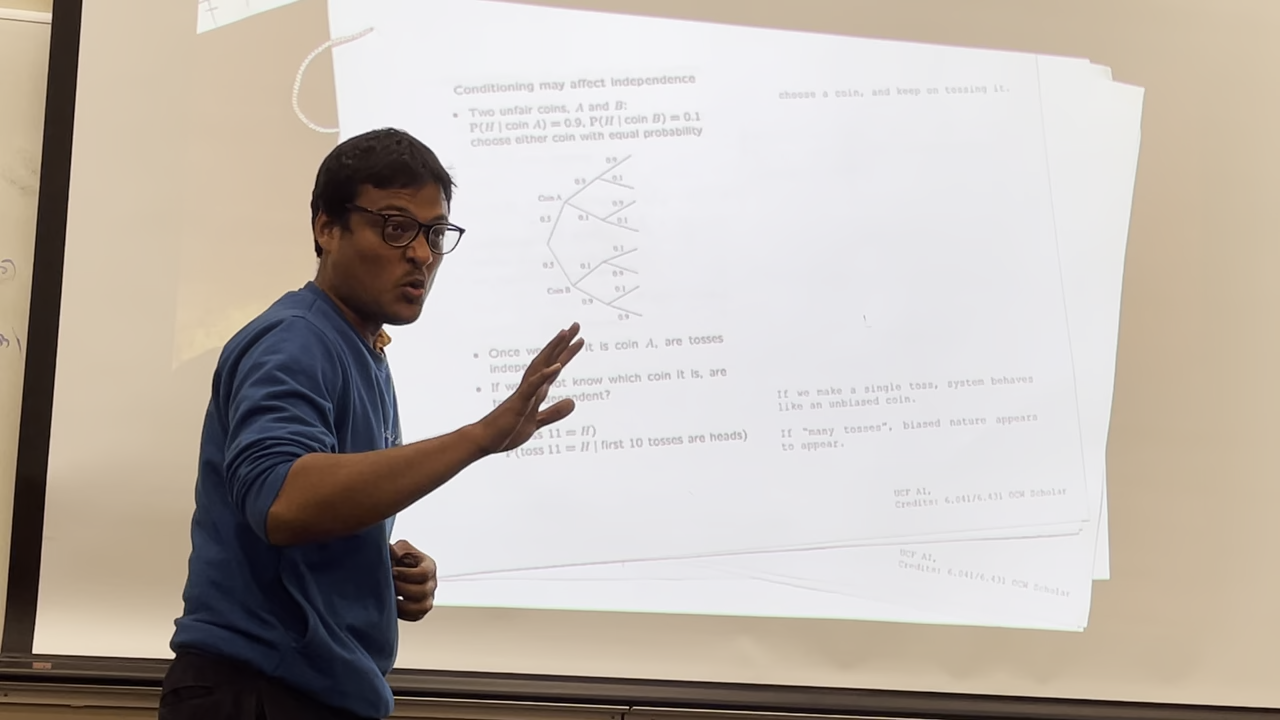 Conditioning may affect independence
• Two unfair coins, A and B:
P(H | coin A) = 0.9, P(H | coin B) = 0.1
choose either coin with equal probability
0.9
0.9
0.1
Coin A
0.9
0.5
0.1
0.1
0.1
0.5
0.1
0.9
Coin B
0.1
0.9
0.9
• Once we it is coin A, are tosses
• If we not know which coin it is, are
11 = H)
P(toss 11 = H | first 10 tosses are heads)
choose a coin, and keep on tossing it.
If we make a single toss, system behaves
like an unbiased coin.
If "many tosses", biased nature appears
to appear.
UCF AI,
Credits: 6.041/6.431 OCW Scholar
UCF AI,
Credits: 6.041/6.431 OCW Scholar